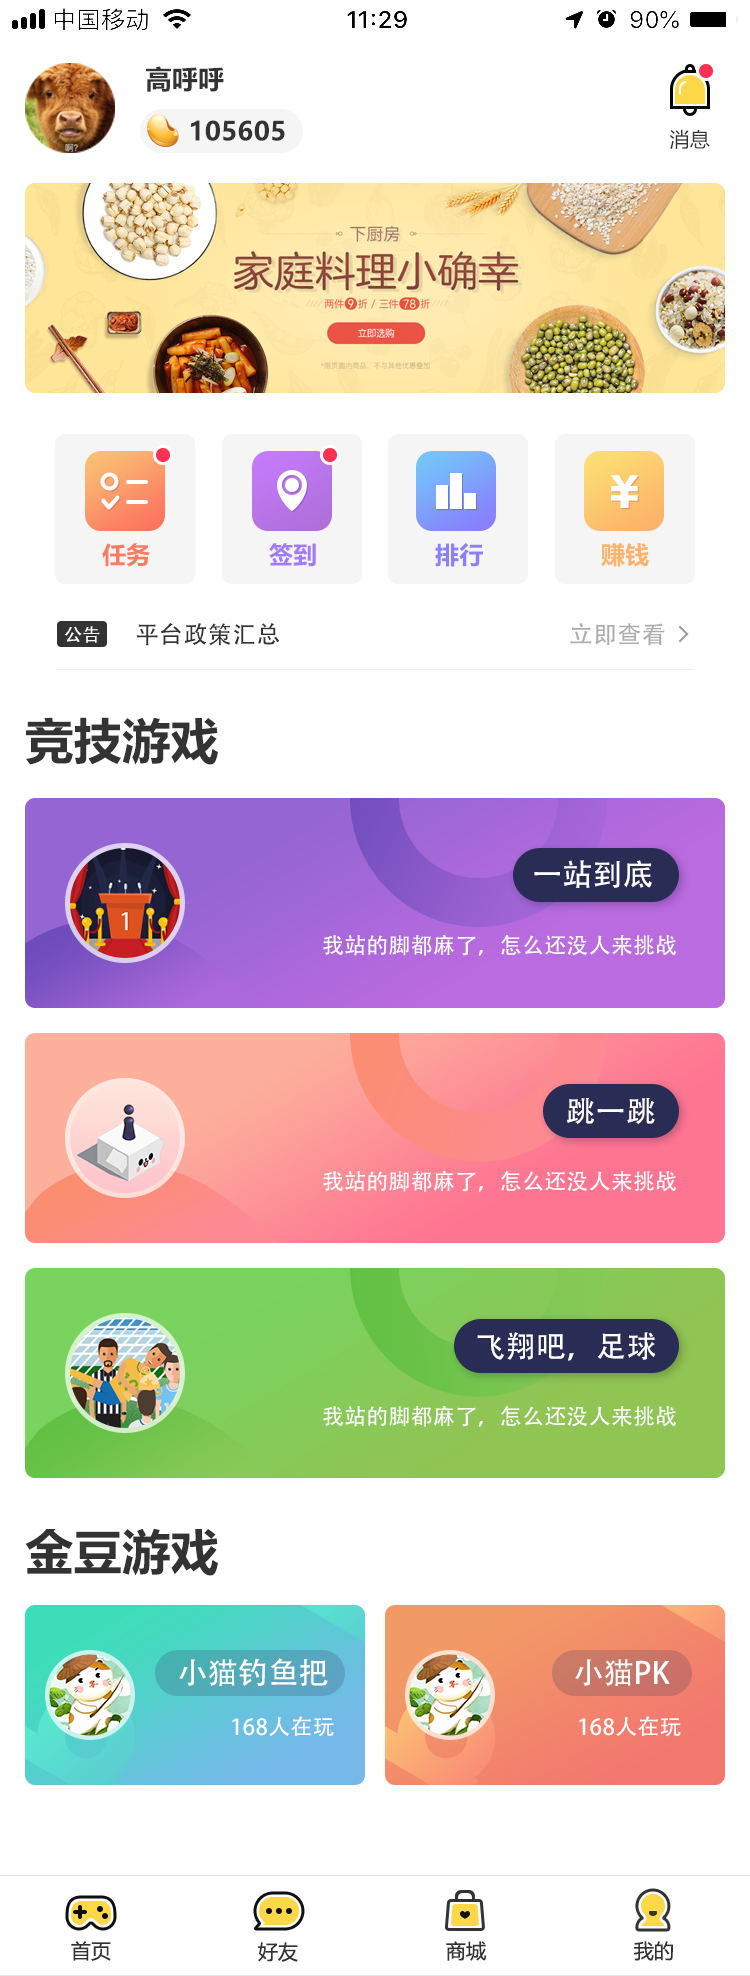 中国移动 11:29 90%
高呼呼
啊?
105605
消息
下厨房
家庭料理小确幸
两件9折 / 三件78折
立即选购
*限页面内商品，不与其他优惠叠加
任务 签到 排行 赚钱
公告 平台政策汇总 立即查看
竞技游戏
1
一站到底
我站的脚都麻了，怎么还没人来挑战
跳一跳
我站的脚都麻了，怎么还没人来挑战
飞翔吧，足球
我站的脚都麻了，怎么还没人来挑战
金豆游戏
小猫钓鱼把 小猫PK
168人在玩 168人在玩
首页 好友 商城 我的